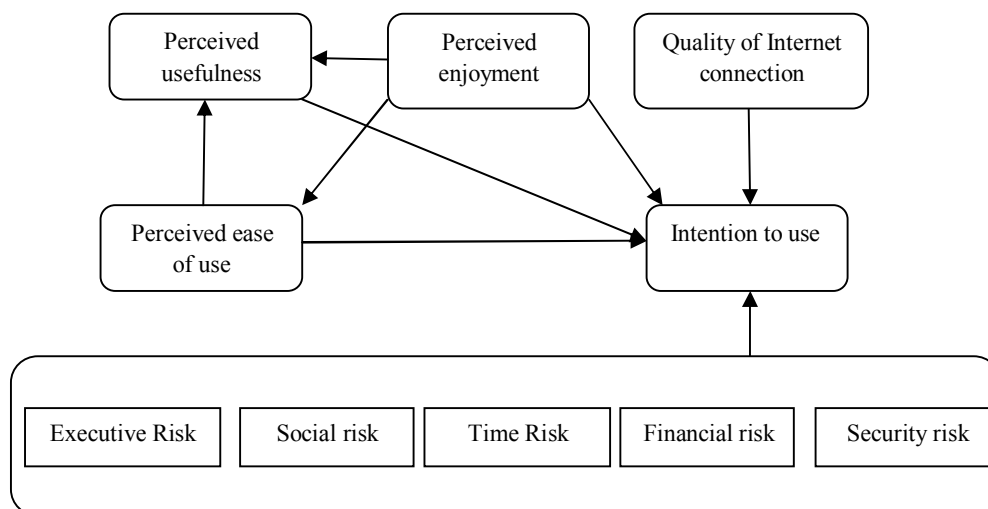 Perceived
usefulness
Perceived
enjoyment
Quality of Internet
connection
Perceived ease
of use
Intention to use
Executive Risk
Social risk
Time Risk
Financial risk
Security risk